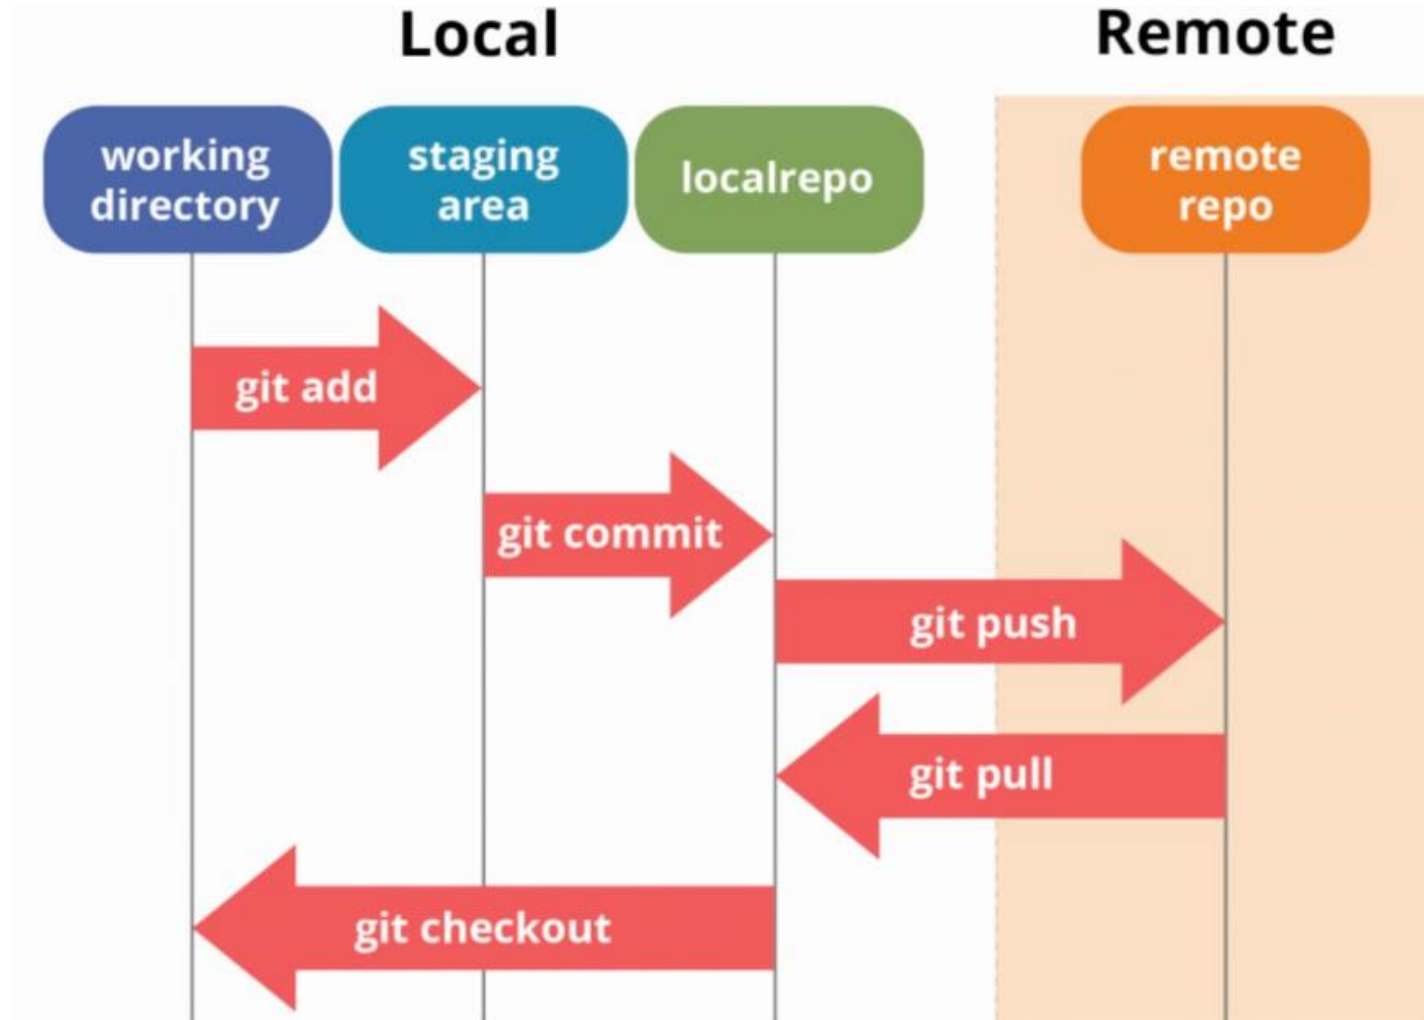 Local
Remote
working
directory
staging
area
localrepo
remote
repo
git add
git commit
git push
git pull
git checkout